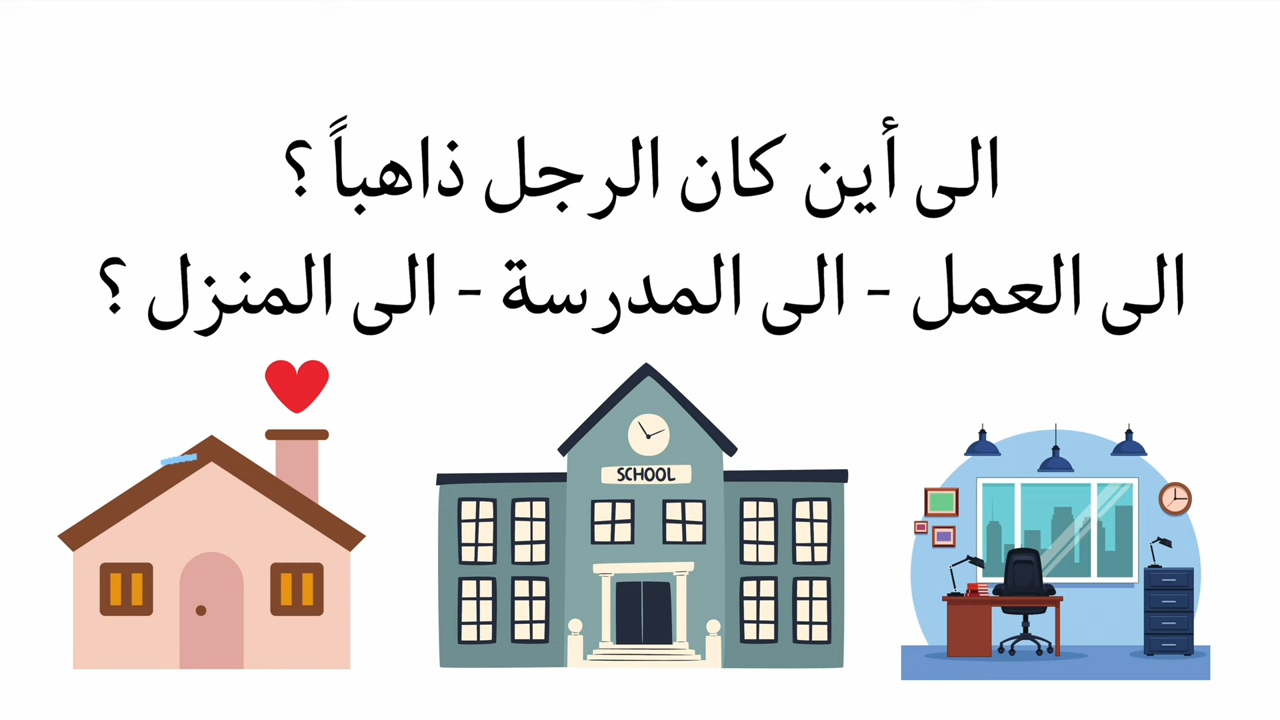 الى أين كان الرجل ذاهباً ؟
الى العمل - الى المدرسة - الى المنزل ؟
SCHOOL